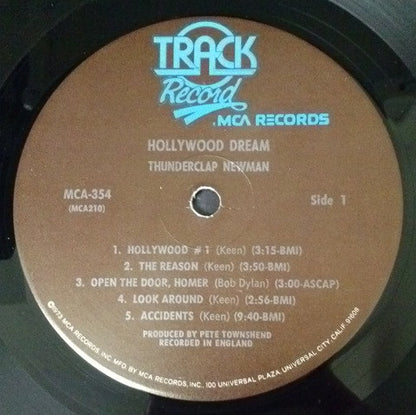 TRACK
Record
MCA RECORDS
HOLLYWOOD DREAM
THUNDERCLAP NEWMAN
MCA-354
(MCA210)
Side 1
1. HOLLYWOOD #1 (Keen) (3:15-BMI)
2. THE REASON (Keen) (3:50-BMI)
3. OPEN THE DOOR, HOMER (Bob Dylan) (3:00-ASCAP)
4. LOOK AROUND (Keen) (2:56-BMI)
5. ACCIDENTS (Keen) (9:40-BMI)
PRODUCED BY PETE TOWNSHEND
RECORDED IN ENGLAND
©1973 MCA RECORDS, INC. MFG. BY MCA RECORDS, INC., 100 UNIVERSAL PLAZA, UNIVERSAL CITY, CALIF. 91608